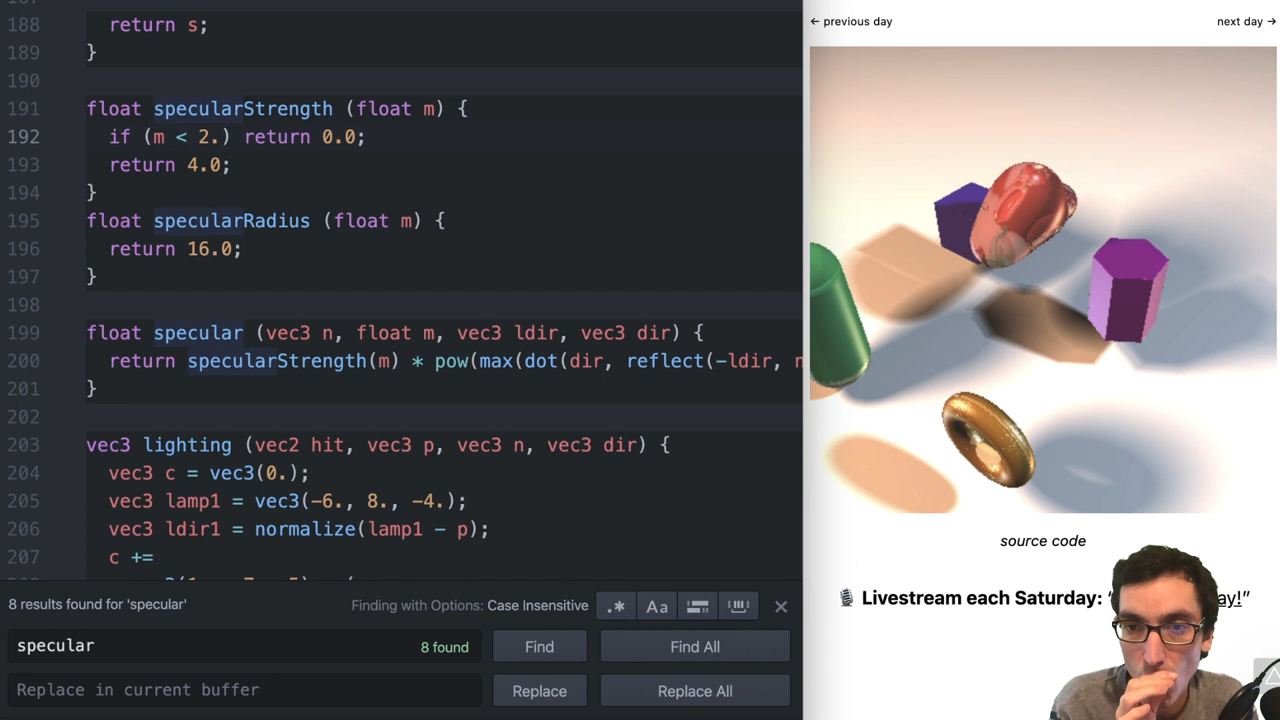 187
188 return s;
189 }
190
191 float specularStrength (float m) {
192 if (m < 2.) return 0.0;
193 return 4.0;
194 }
195 float specularRadius (float m) {
196 return 16.0;
197 }
198
199 float specular (vec3 n, float m, vec3 ldir, vec3 dir) {
200 return specularStrength(m) * pow(max(dot(dir, reflect(-ldir, n
201 }
202
203 vec3 lighting (vec2 hit, vec3 p, vec3 n, vec3 dir) {
204 vec3 c = vec3(0.);
205 vec3 lamp1 = vec3(-6., 8., -4.);
206 vec3 ldir1 = normalize(lamp1 - p);
207 c +=
8 results found for 'specular'
Finding with Options: Case Insensitive
.*
Aa
specular
8 found
Find
Find All
Replace in current buffer
Replace
Replace All
← previous day
next day →
source code
🎙 Livestream each Saturday: “ ay!”